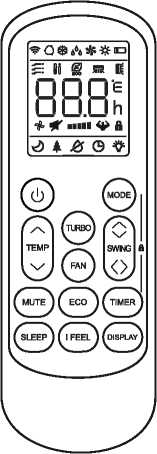 88.8 °C h
MODE
TURBO
TEMP SWING
FAN
MUTE ECO TIMER
SLEEP I FEEL DISPLAY